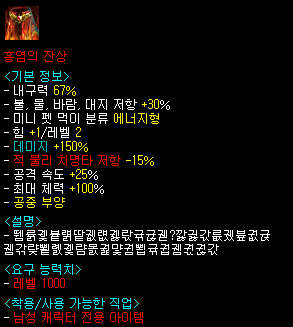 홍염의 잔상
<기본 정보>
- 내구력 67%
- 불, 물, 바람, 대지 저항 +30%
- 미니 펫 먹이 분류 에너지형
- 힘 +1/레벨 2
- 데미지 +150%
- 적 물리 치명타 저항 -15%
- 공격 속도 +25%
- 최대 체력 +100%
- 공중 부양
<설명>
<요구 능력치>
- 레벨 1000
<착용/사용 가능한 직업>
- 남성 캐릭터 전용 아이템